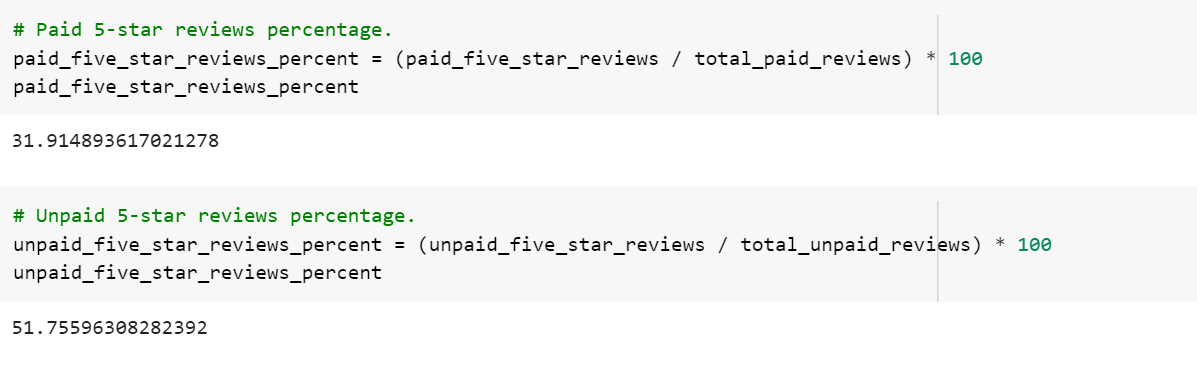 # Paid 5-star reviews percentage.
paid_five_star_reviews_percent = (paid_five_star_reviews / total_paid_reviews) * 100
paid_five_star_reviews_percent
31.914893617021278
# Unpaid 5-star reviews percentage.
unpaid_five_star_reviews_percent = (unpaid_five_star_reviews / total_unpaid_reviews) * 100
unpaid_five_star_reviews_percent
51.75596308282392